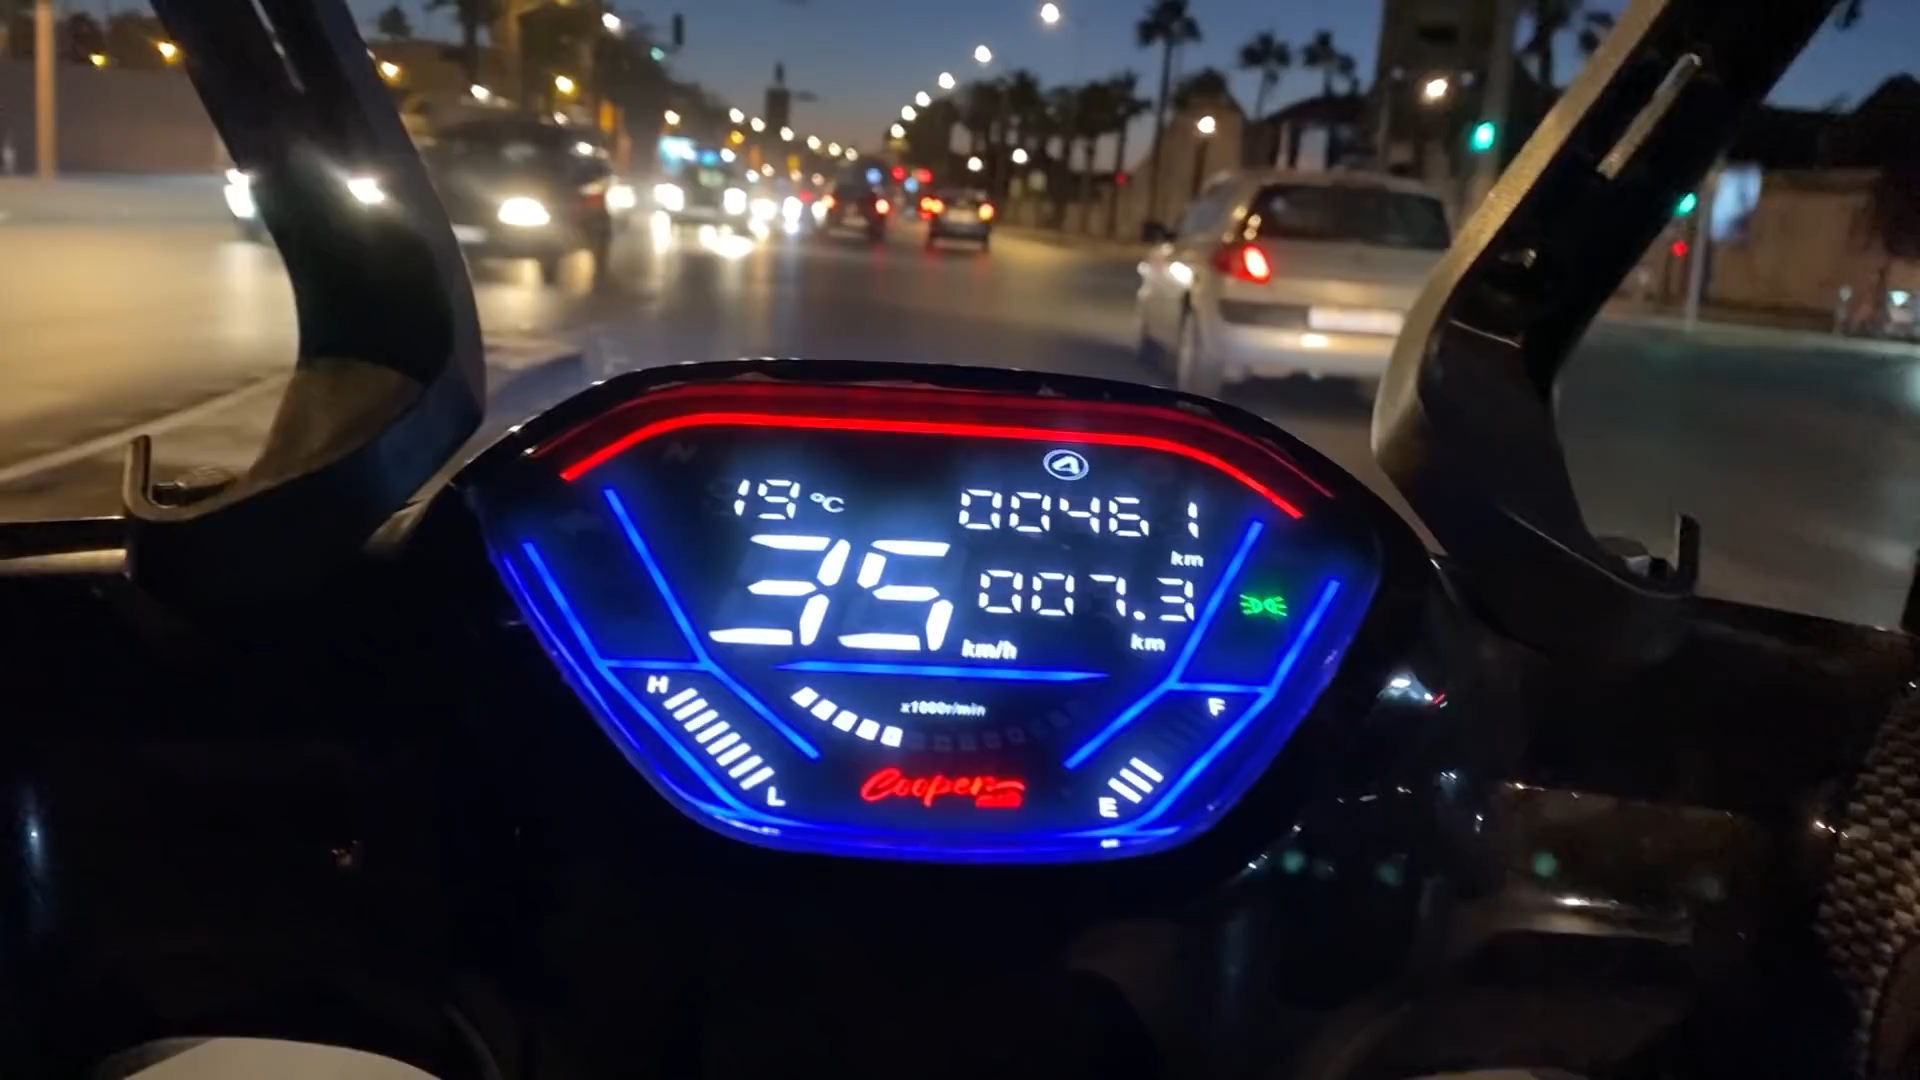 19 °C
00461
km
35 km/h
007.3
km
H
x1000r/min
F
L
Cooper
E